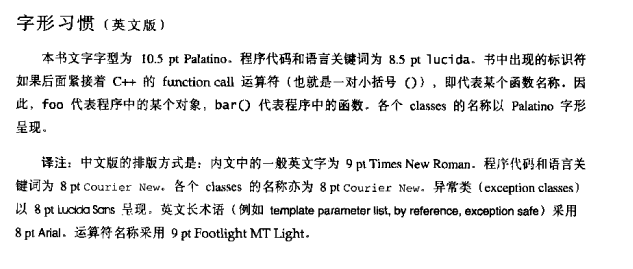 字形习惯（英文版）
本书文字字型为 10.5 pt Palatino。程序代码和语言关键词为 8.5 pt lucida。书中出现的标识符
如果后面紧接着 C++ 的 function call 运算符（也就是一对小括号 ()），即代表某个函数名称。因
此，foo 代表程序中的某个对象，bar() 代表程序中的函数。各个 classes 的名称以 Palatino 字形
呈现。
译注：中文版的排版方式是：内文中的一般英文字为 9 pt Times New Roman。程序代码和语言关
键词为 8 pt Courier New。各个 classes 的名称亦为 8 pt Courier New。异常类（exception classes）
以 8 pt Lucida Sans 呈现。英文长术语（例如 template parameter list, by reference, exception safe）采用
8 pt Arial。运算符名称采用 9 pt Footlight MT Light。